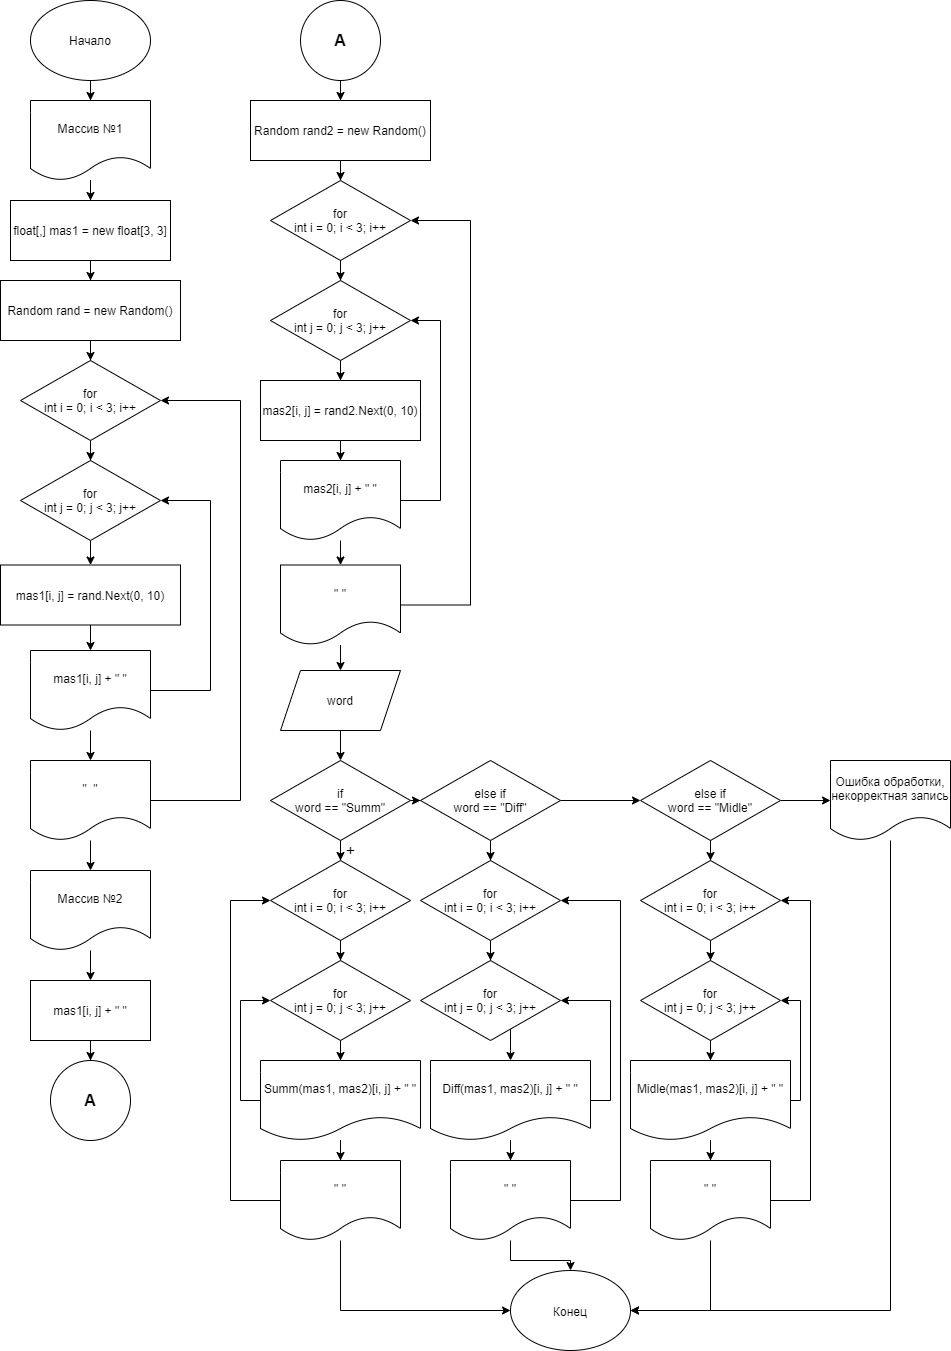 Начало
Массив №1
float[,] mas1 = new float[3, 3]
Random rand = new Random()
for
int i = 0; i < 3; i++
for
int j = 0; j < 3; j++
mas1[i, j] = rand.Next(0, 10)
mas1[i, j] + " "
"  "
Массив №2
mas1[i, j] + " "
A
A
Random rand2 = new Random()
for
int i = 0; i < 3; i++
for
int j = 0; j < 3; j++
mas2[i, j] = rand2.Next(0, 10)
mas2[i, j] + " "
" "
word
if
word == "Summ"
else if
word == "Diff"
else if
word == "Midle"
Ошибка обработки,
некорректная запись
+
for
int i = 0; i < 3; i++
for
int i = 0; i < 3; i++
for
int i = 0; i < 3; i++
for
int j = 0; j < 3; j++
for
int j = 0; j < 3; j++
for
int j = 0; j < 3; j++
Summ(mas1, mas2)[i, j] + " "
Diff(mas1, mas2)[i, j] + " "
Midle(mas1, mas2)[i, j] + " "
" "
" "
" "
Конец